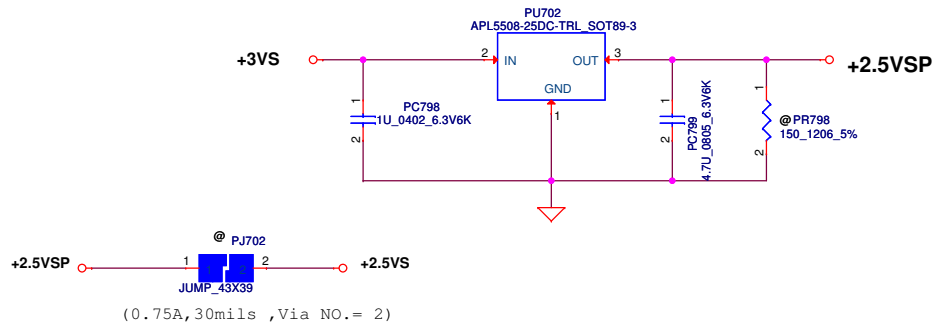 PU702
APL5508-25DC-TRL_SOT89-3
+3VS
2
IN
OUT
3
+2.5VSP
GND
1
1
PC798
1U_0402_6.3V6K
2
1
PC799
4.7U_0805_6.3V6K
2
1
@PR798
150_1206_5%
2
@
PJ702
+2.5VSP
1
1
2
2
+2.5VS
JUMP_43X39
(0.75A,30mils ,Via NO.= 2)